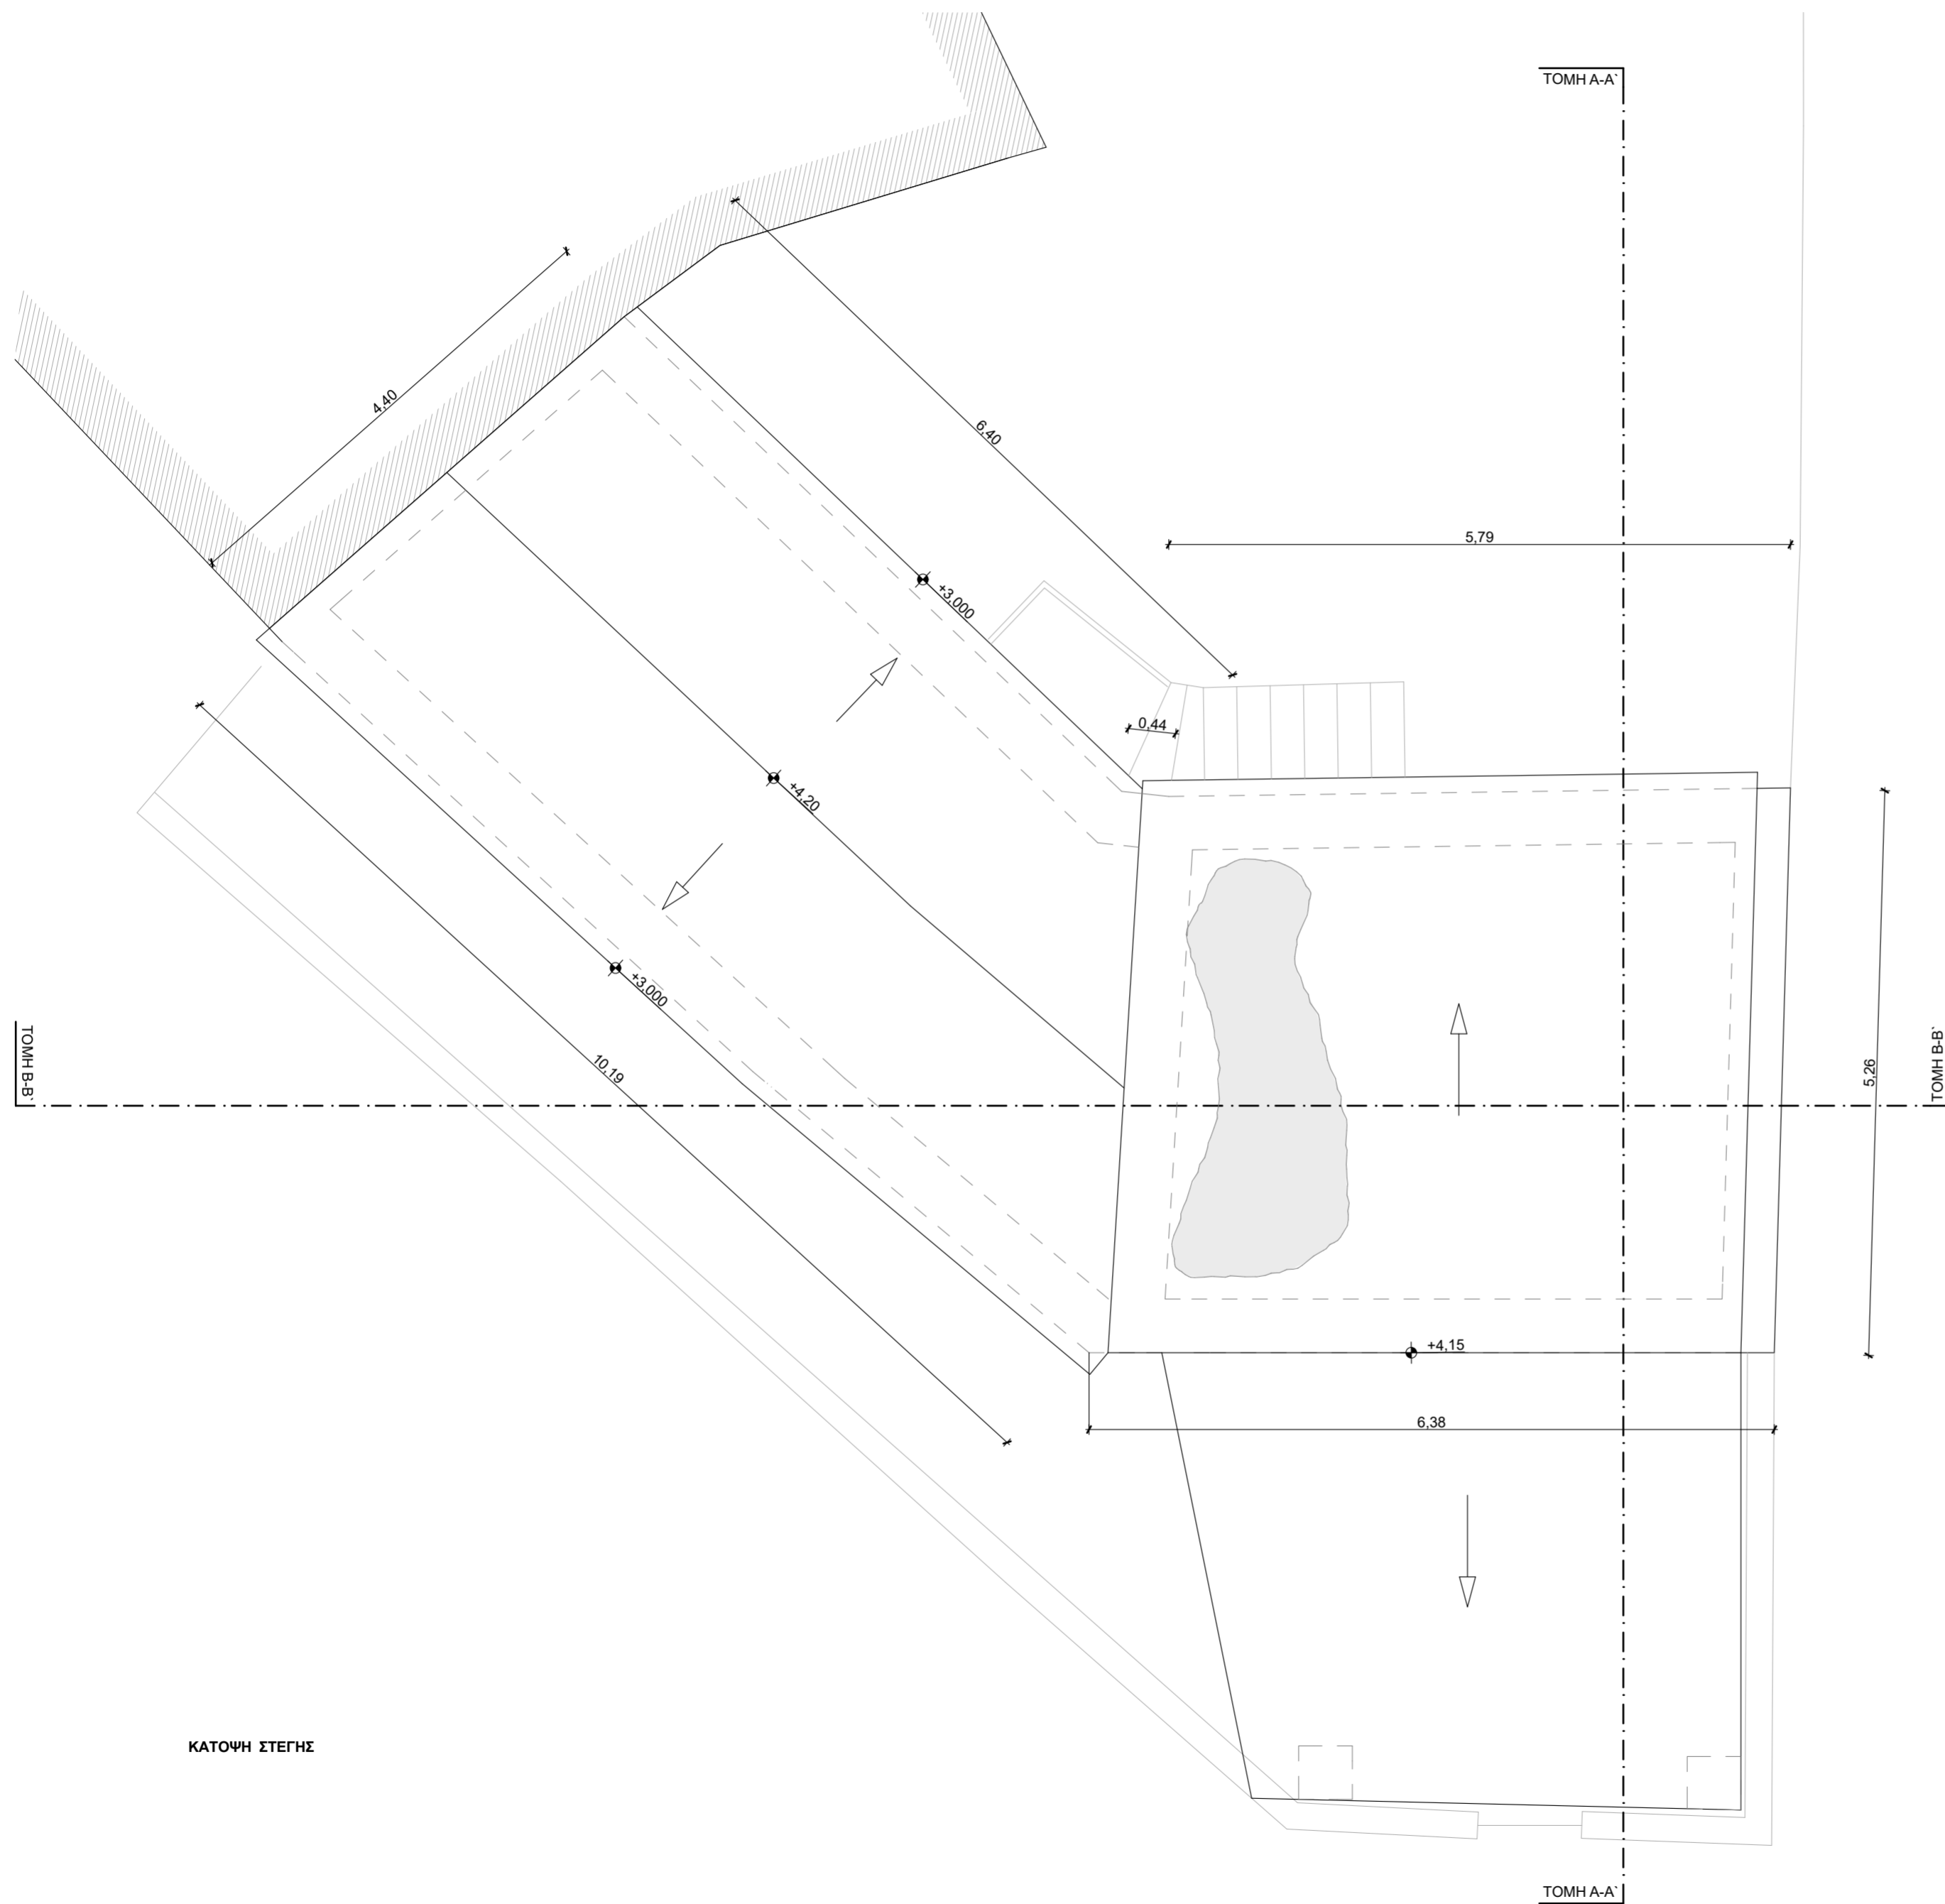 ΤΟΜΗ Α-Α`
4,40
6,40
5,79
+3,000
0,44
+4,20
+3,000
ΤΟΜΗ Β-Β`
10,19
5,26
ΤΟΜΗ Β-Β`
+4,15
6,38
ΚΑΤΟΨΗ ΣΤΕΓΗΣ
ΤΟΜΗ Α-Α`